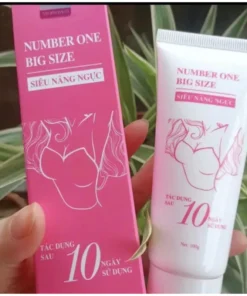 NUMBER ONE
BIG SIZE
SIÊU NÂNG NGỰC
TÁC DỤNG
SAU
10
NGÀY
SỬ DỤNG
NUMBER ONE
BIG SIZE
SIÊU NÂNG NGỰC
TÁC DỤNG
SAU
10
NGÀY
SỬ DỤNG